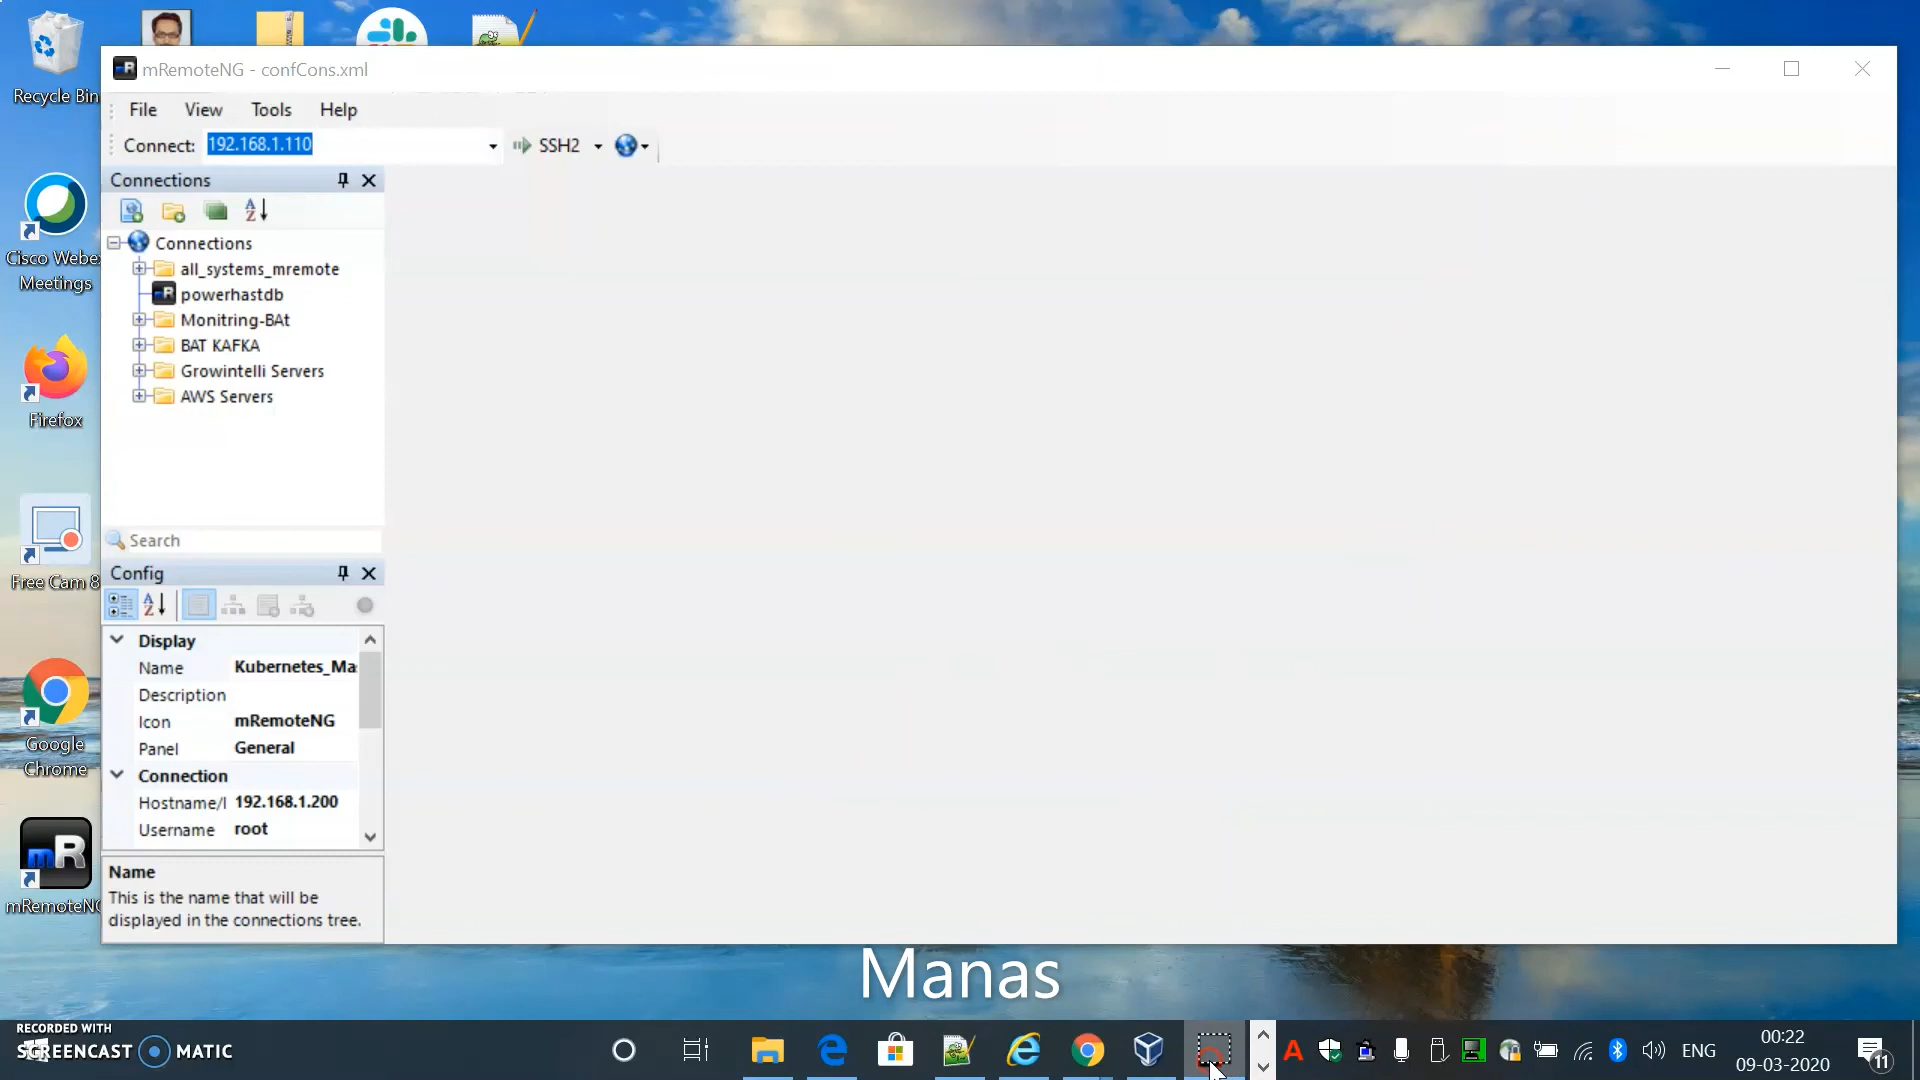 Recycle Bin
mRemoteNG - confCons.xml
File View Tools Help
Connect: 192.168.1.110 SSH2
Connections
Connections
all_systems_mremote
powerhastdb
Monitring-BAt
BAT KAFKA
Growintelli Servers
AWS Servers
Search
Config
Display
Name Kubernetes_Ma
Description
Icon mRemoteNG
Panel General
Connection
Hostname/I 192.168.1.200
Username root
Name
This is the name that will be
displayed in the connections tree.
Cisco Webex
Meetings
Firefox
Free Cam 8
Google
Chrome
mR
mRemoteNG
Manas
RECORDED WITH
SCREENCAST MATIC
ENG
00:22
09-03-2020
11